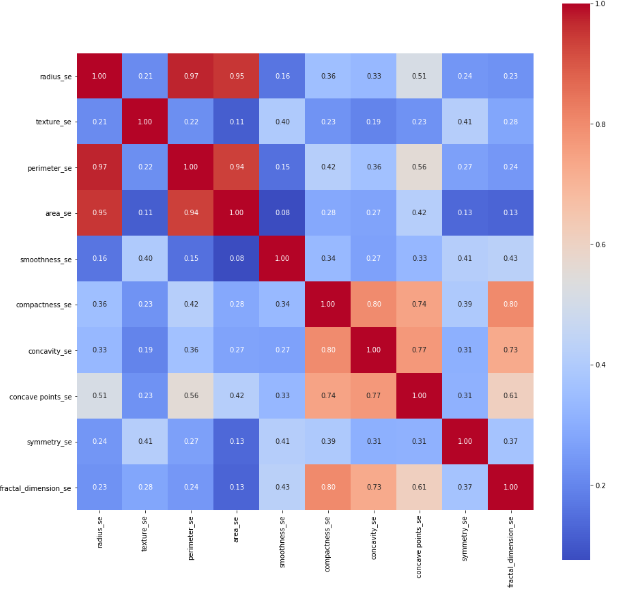 1.0
radius_se 1.00 0.21 0.97 0.95 0.16 0.36 0.33 0.51 0.24 0.23
texture_se 0.21 1.00 0.22 0.11 0.40 0.23 0.19 0.23 0.41 0.28
0.8
perimeter_se 0.97 0.22 1.00 0.94 0.15 0.42 0.36 0.56 0.27 0.24
area_se 0.95 0.11 0.94 1.00 0.08 0.28 0.27 0.42 0.13 0.13
0.6
smoothness_se 0.16 0.40 0.15 0.08 1.00 0.34 0.27 0.33 0.41 0.43
compactness_se 0.36 0.23 0.42 0.28 0.34 1.00 0.80 0.74 0.39 0.80
concavity_se 0.33 0.19 0.36 0.27 0.27 0.80 1.00 0.77 0.31 0.73
0.4
concave points_se 0.51 0.23 0.56 0.42 0.33 0.74 0.77 1.00 0.31 0.61
symmetry_se 0.24 0.41 0.27 0.13 0.41 0.39 0.31 0.31 1.00 0.37
fractal_dimension_se 0.23 0.28 0.24 0.13 0.43 0.80 0.73 0.61 0.37 1.00
0.2
radius_se
texture_se
perimeter_se
area_se
smoothness_se
compactness_se
concavity_se
concave points_se
symmetry_se
fractal_dimension_se